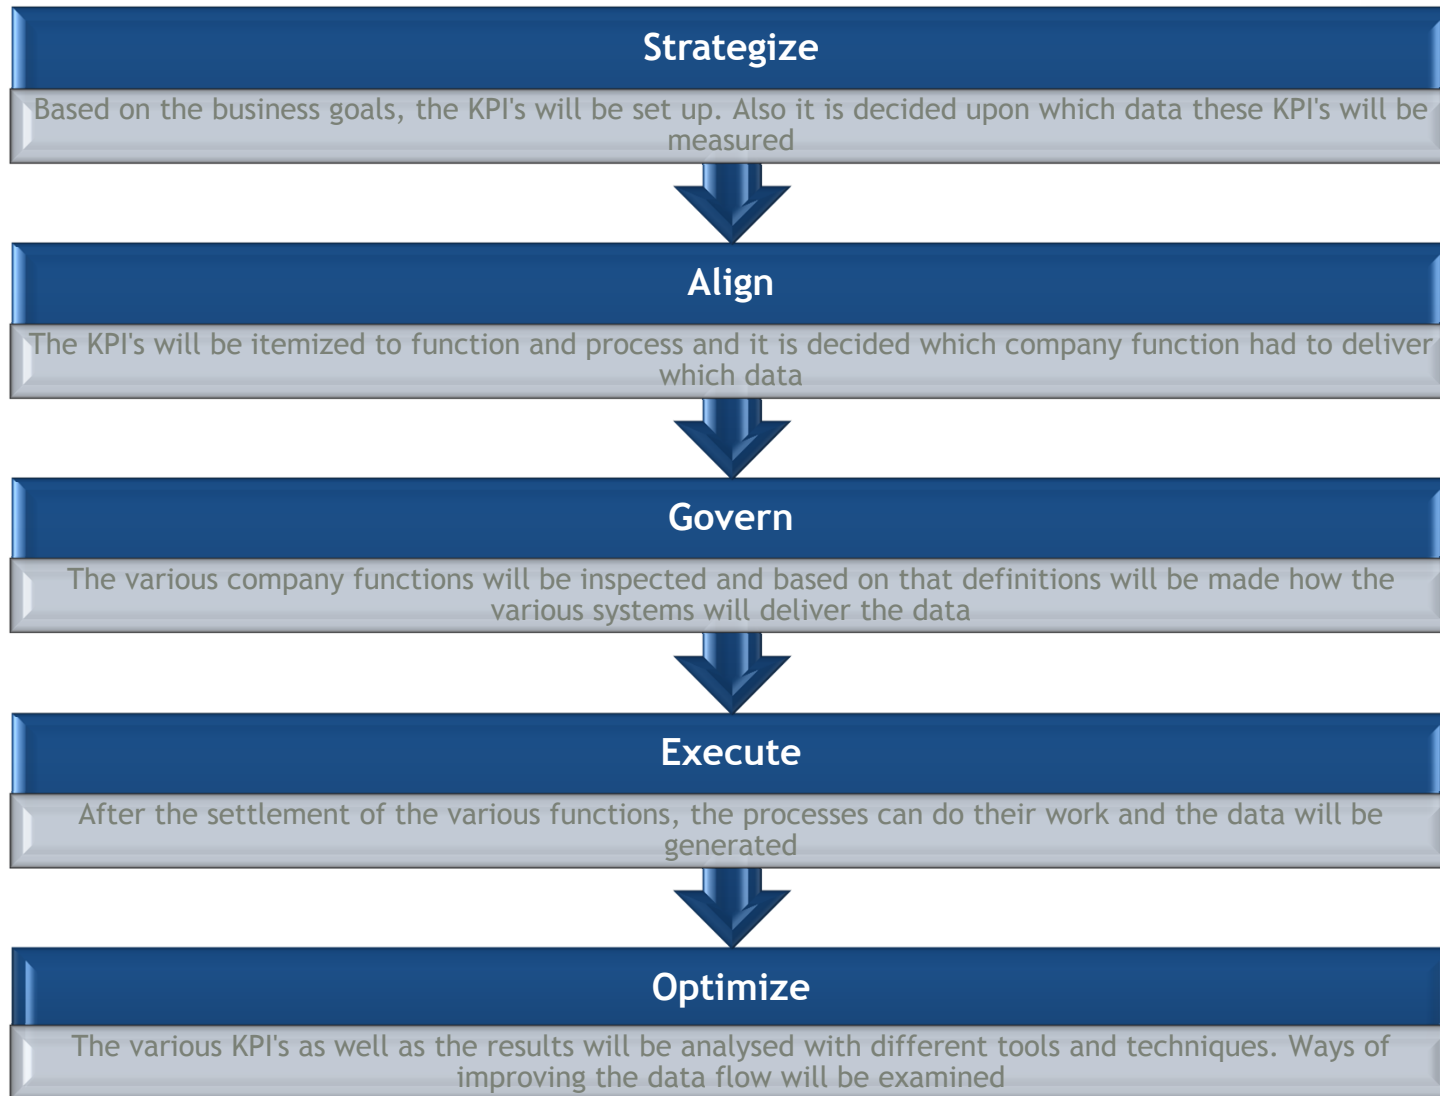 Strategize
Based on the business goals, the KPI's will be set up. Also it is decided upon which data these KPI's will be
measured
Align
The KPI's will be itemized to function and process and it is decided which company function had to deliver
which data
Govern
The various company functions will be inspected and based on that definitions will be made how the
various systems will deliver the data
Execute
After the settlement of the various functions, the processes can do their work and the data will be
generated
Optimize
The various KPI's as well as the results will be analysed with different tools and techniques. Ways of
improving the data flow will be examined